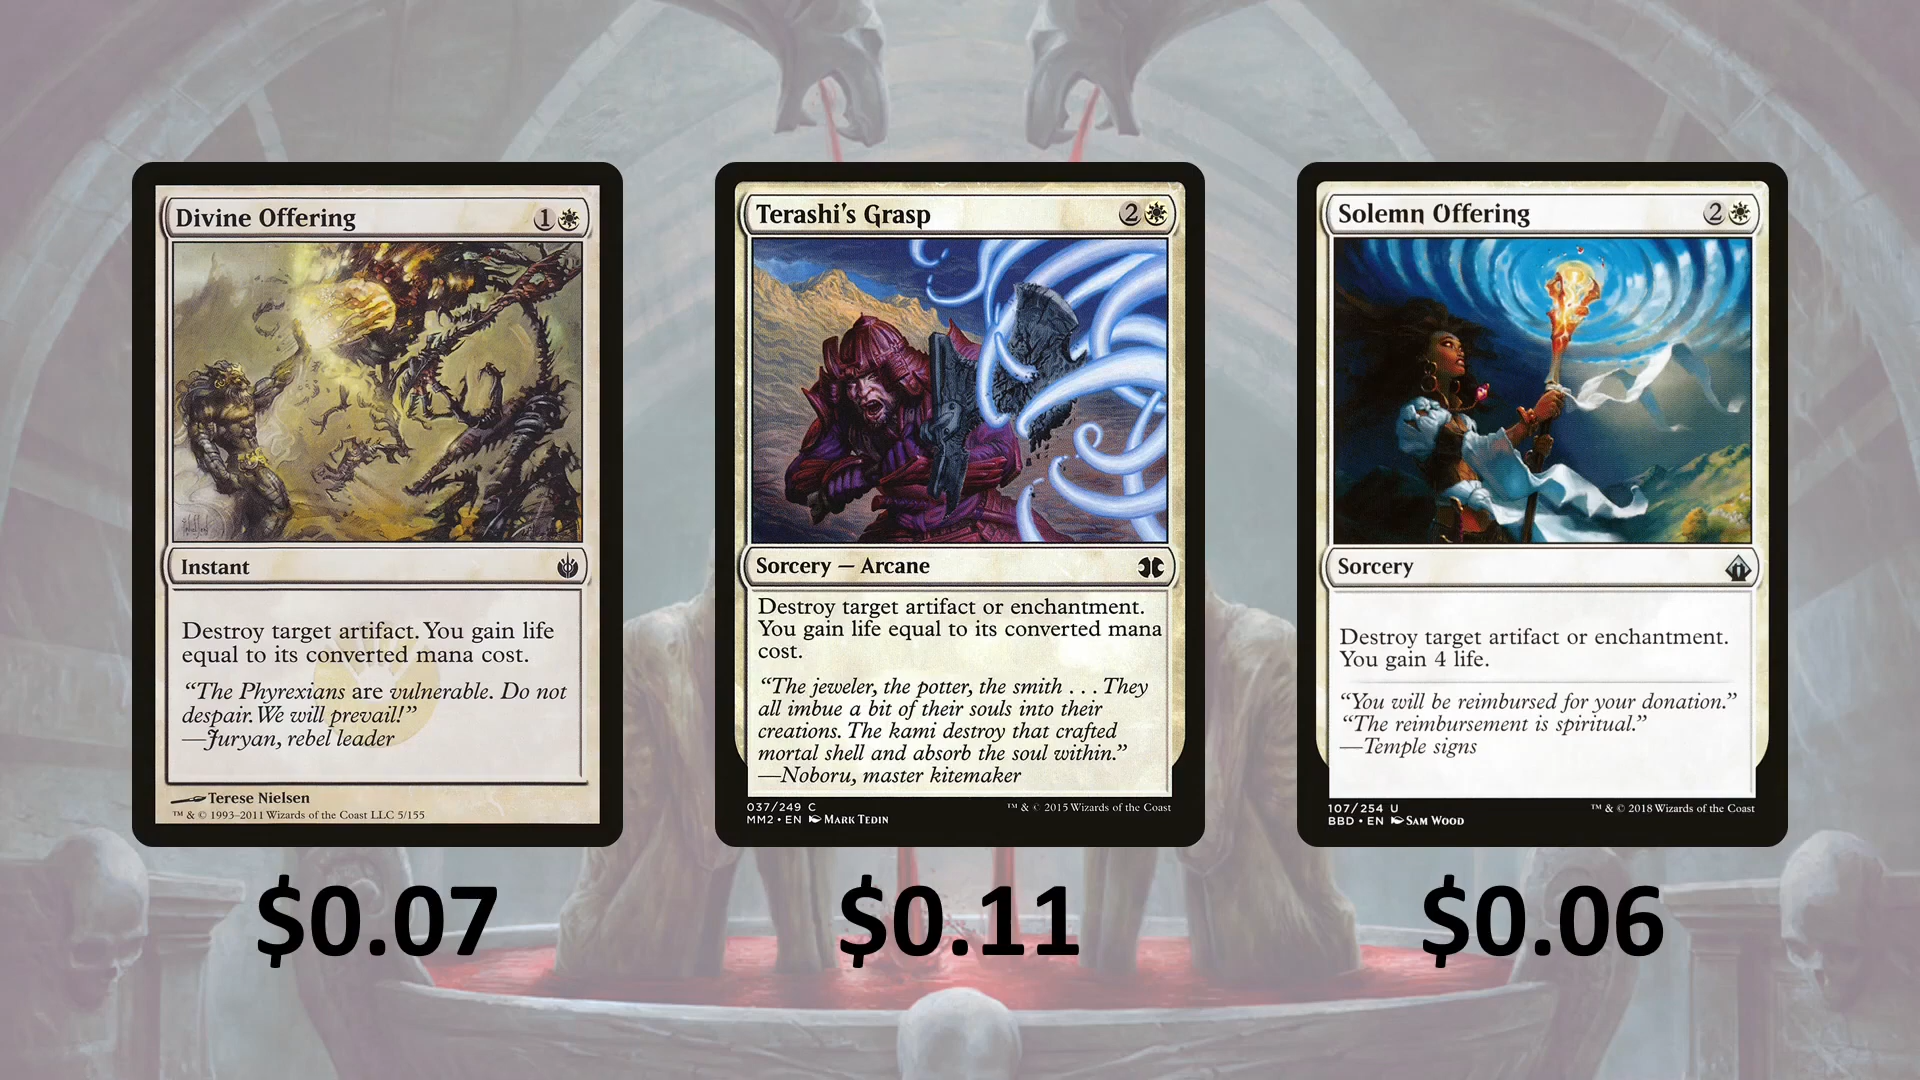 Divine Offering 1
Instant
Destroy target artifact. You gain life
equal to its converted mana cost.
“The Phyrexians are vulnerable. Do not
despair. We will prevail!”
—Juryan, rebel leader
Terese Nielsen
™ & © 1993–2011 Wizards of the Coast LLC 5/155
$0.07
Terashi's Grasp 2
Sorcery — Arcane
Destroy target artifact or enchantment.
You gain life equal to its converted mana
cost.
“The jeweler, the potter, the smith . . . They
all imbue a bit of their souls into their
creations. The kami destroy that crafted
mortal shell and absorb the soul within.”
—Noboru, master kitemaker
037/249 C
MM2 • EN Mark Tedin
™ & © 2015 Wizards of the Coast
$0.11
Solemn Offering 2
Sorcery
Destroy target artifact or enchantment.
You gain 4 life.
“You will be reimbursed for your donation.”
“The reimbursement is spiritual.”
—Temple signs
107/254 U
BBD • EN Sam Wood
™ & © 2018 Wizards of the Coast
$0.06